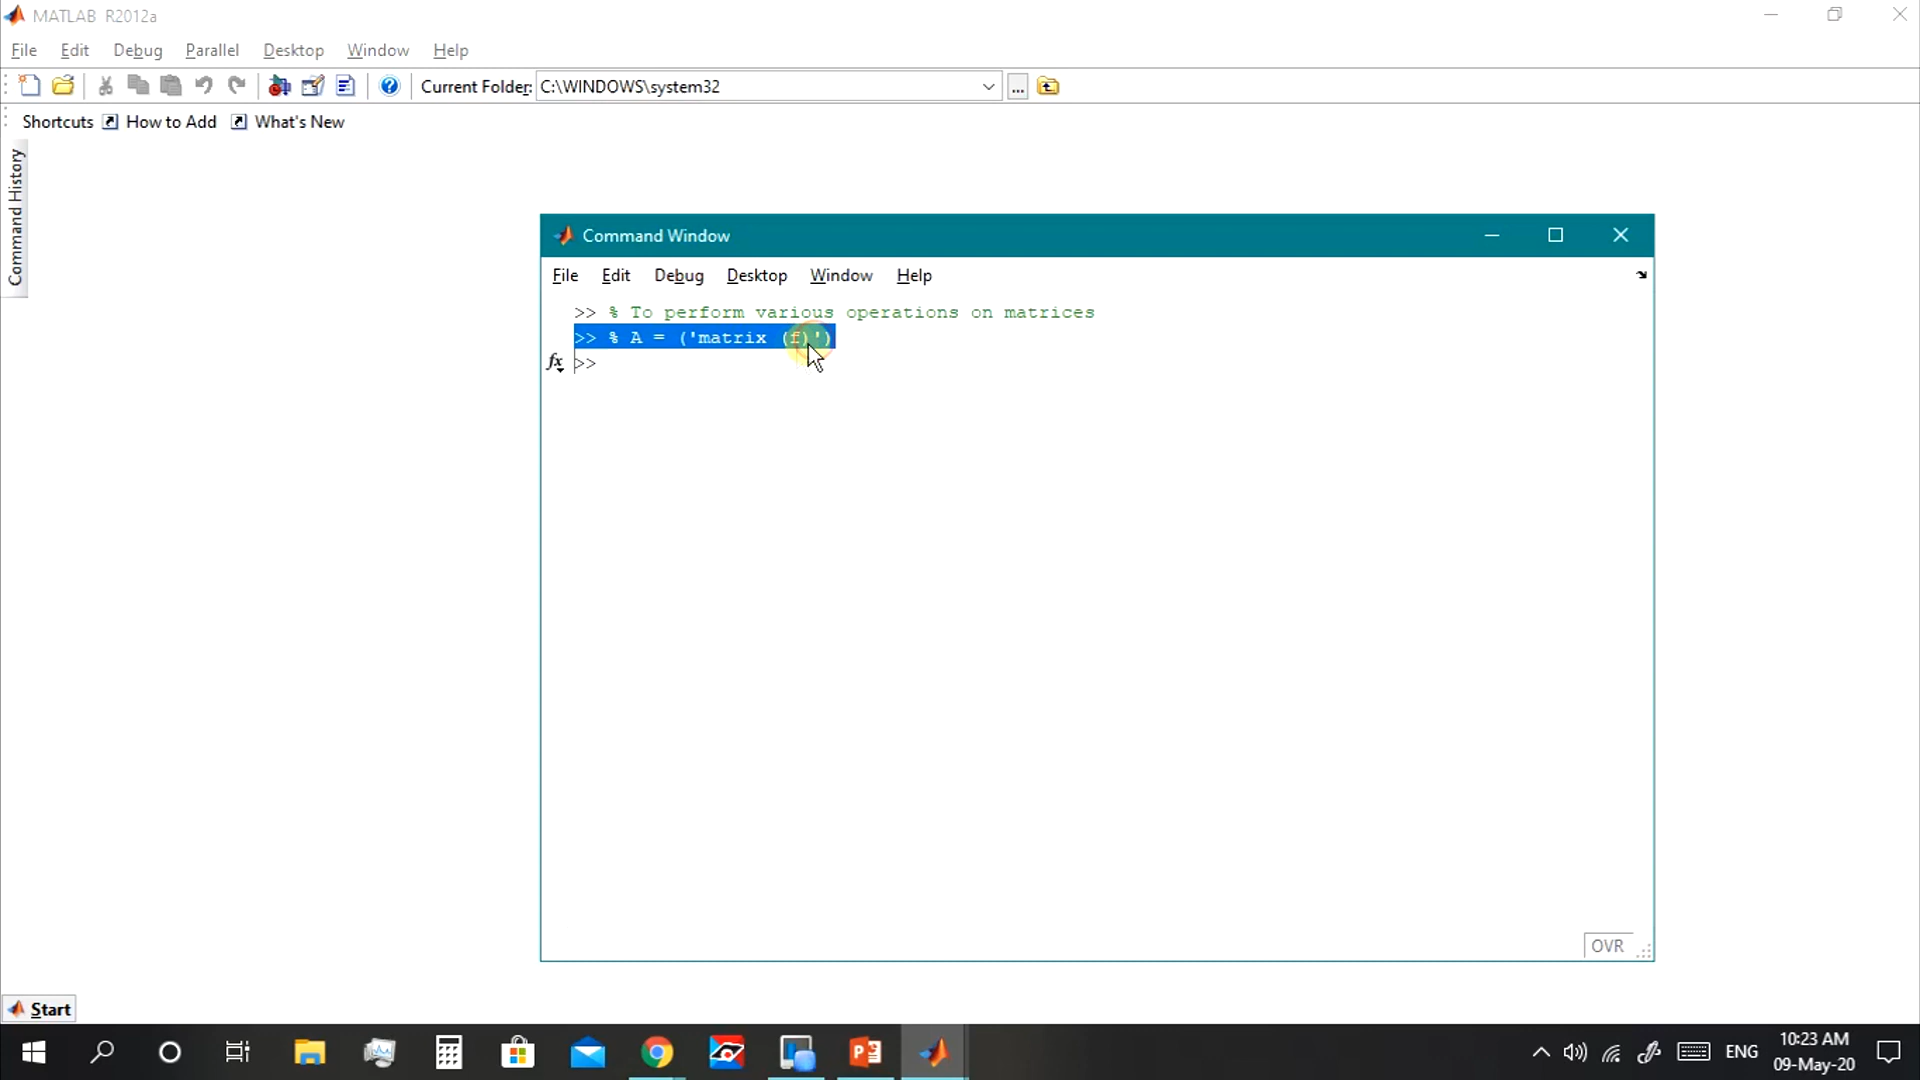 MATLAB R2012a
File Edit Debug Parallel Desktop Window Help
Current Folder: C:\WINDOWS\system32 ...
Shortcuts How to Add What's New
Command History
Command Window
File Edit Debug Desktop Window Help
>> % To perform various operations on matrices
>> % A = ('matrix (f)')
fx >>
OVR
Start
ENG
10:23 AM
09-May-20